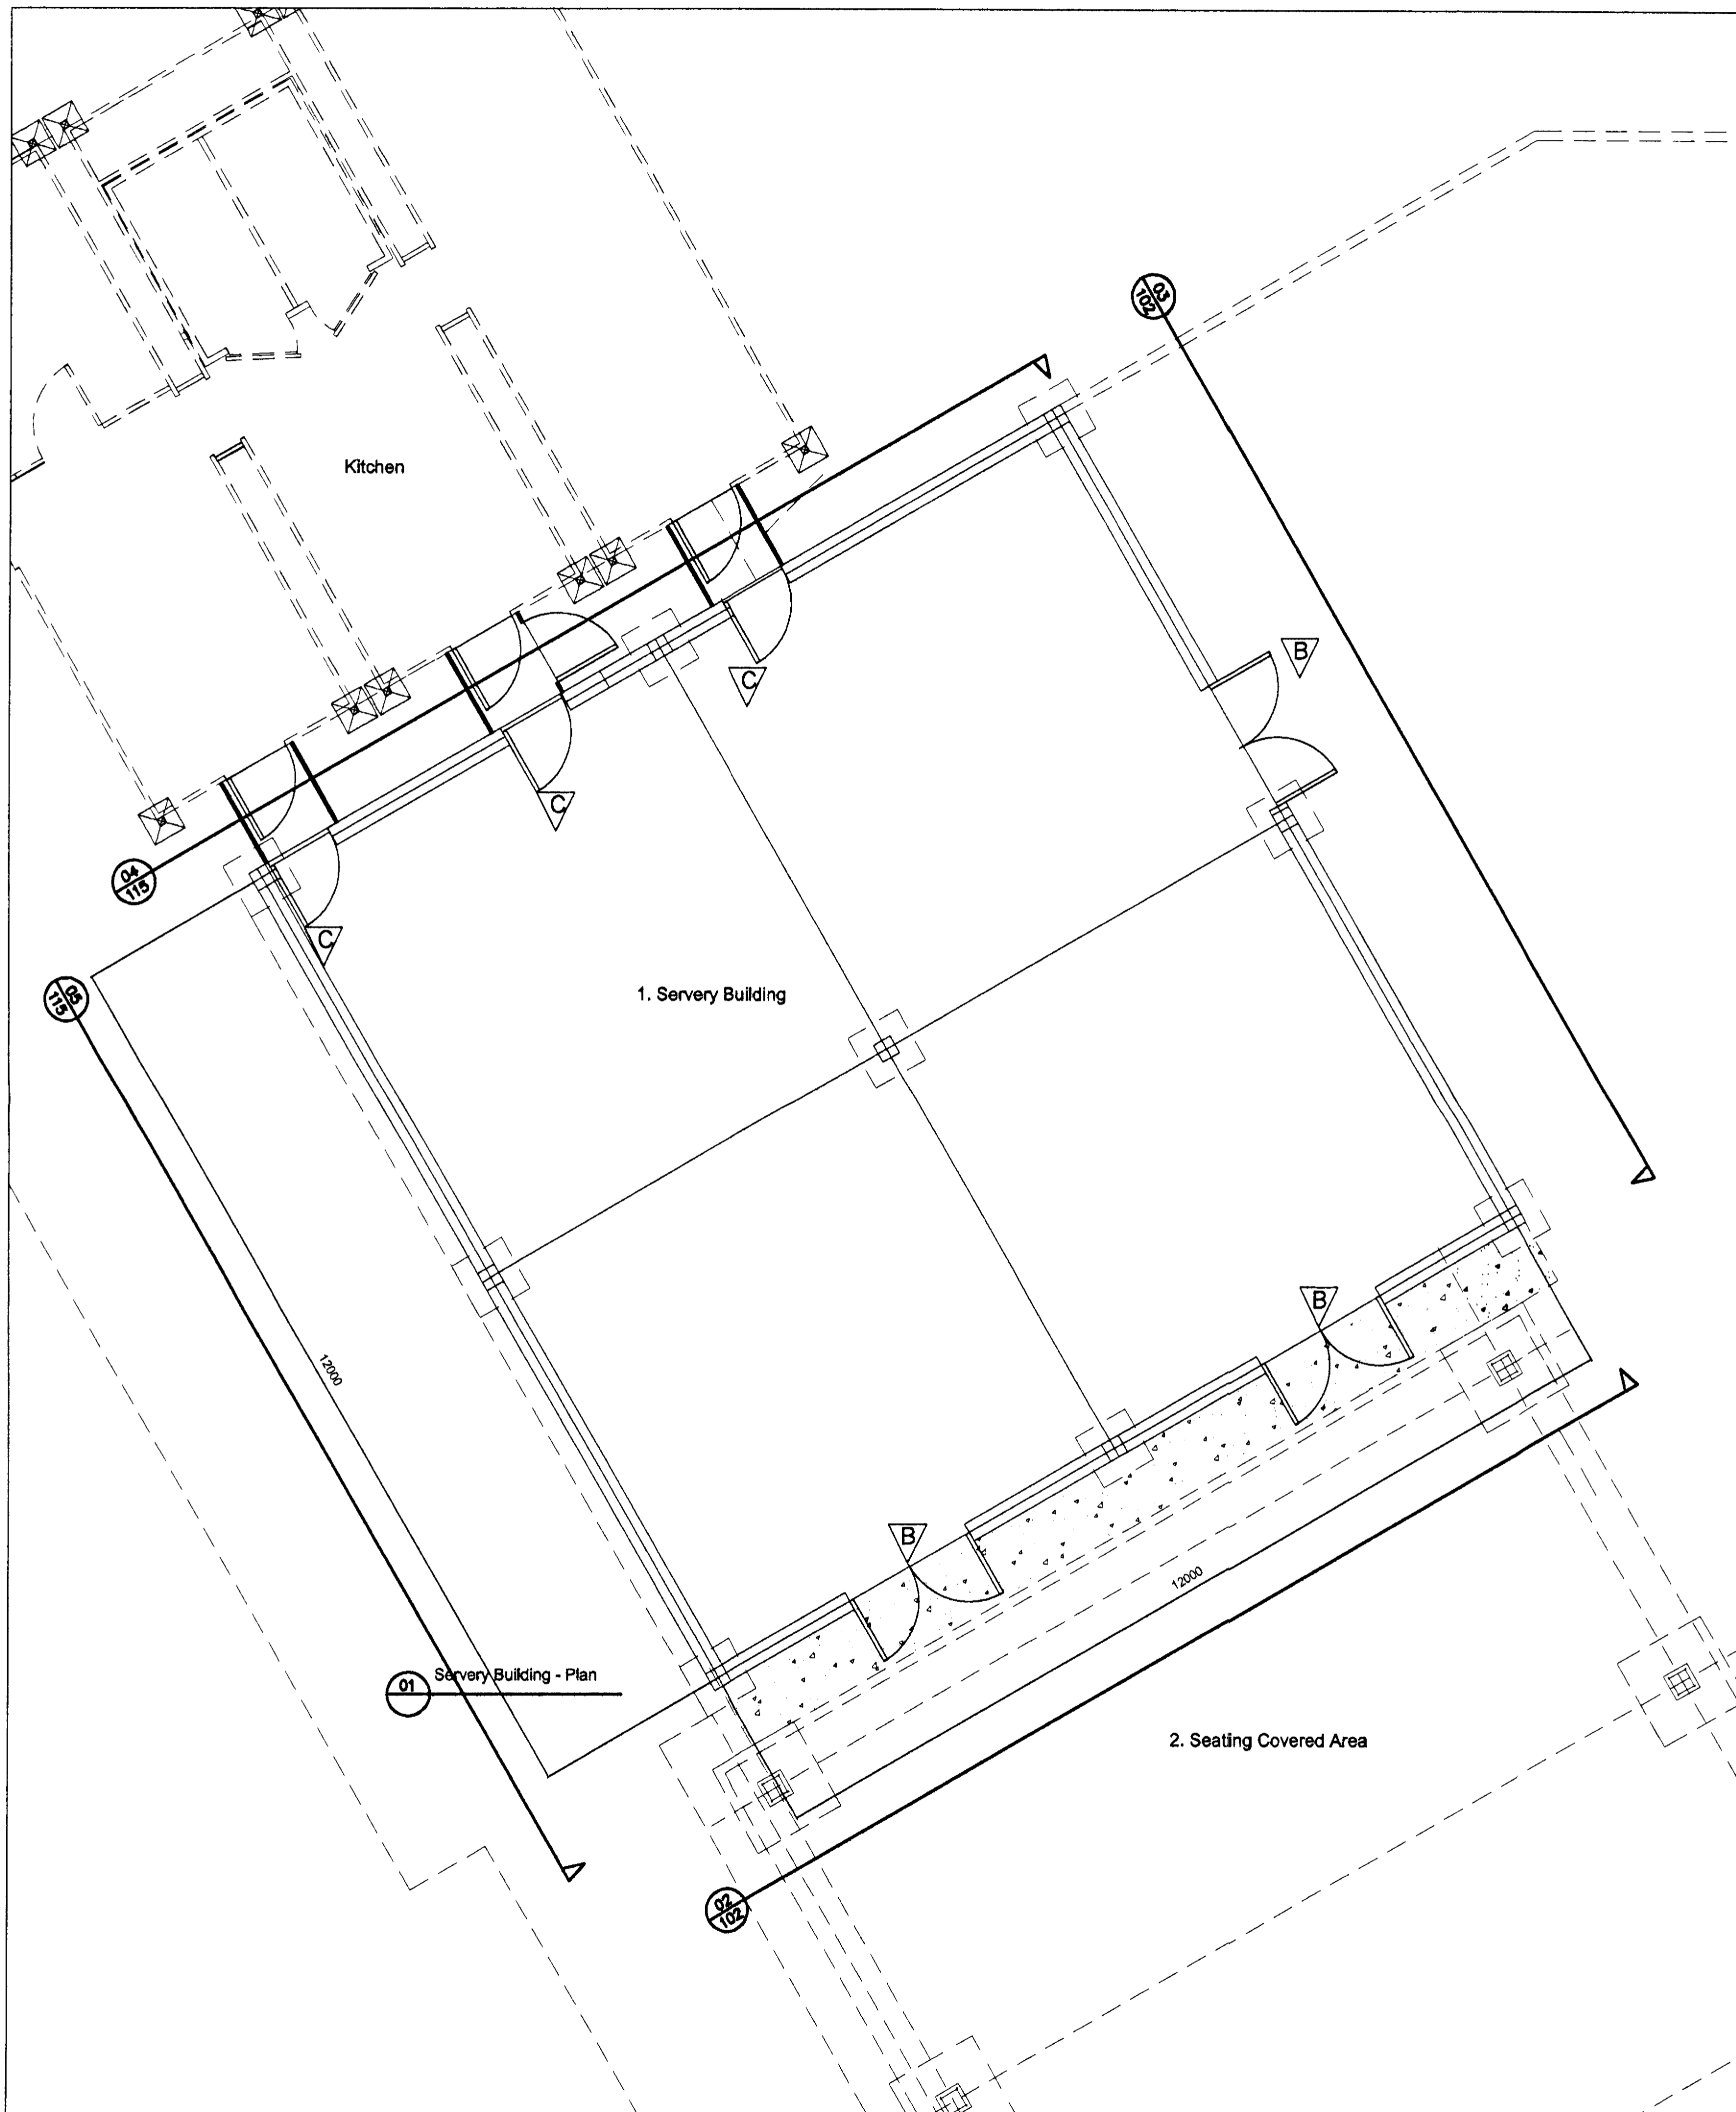 03
102
Kitchen
B
C
C
04
115
C
1. Servery Building
05
115
B
12000
B
12000
Servery Building - Plan
01
2. Seating Covered Area
02
102